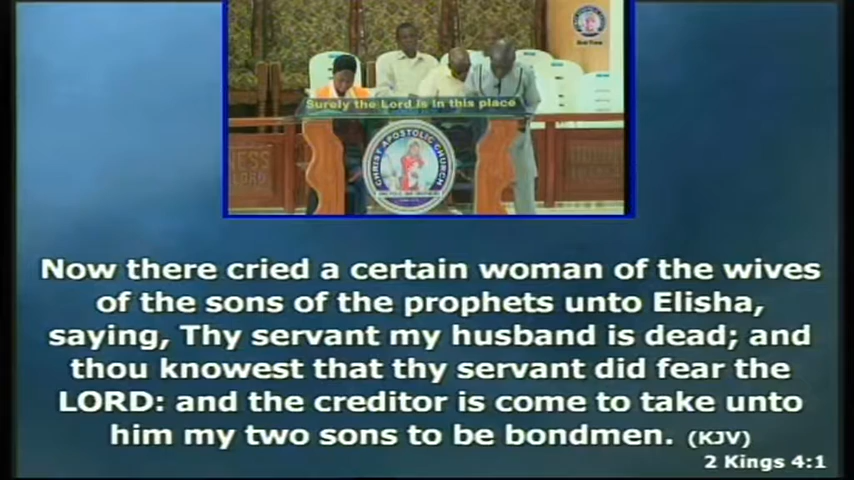 Surely the Lord is in this place
CHRIST APOSTOLIC CHURCH
Now there cried a certain woman of the wives
of the sons of the prophets unto Elisha,
saying, Thy servant my husband is dead; and
thou knowest that thy servant did fear the
LORD: and the creditor is come to take unto
him my two sons to be bondmen. (KJV)
2 Kings 4:1